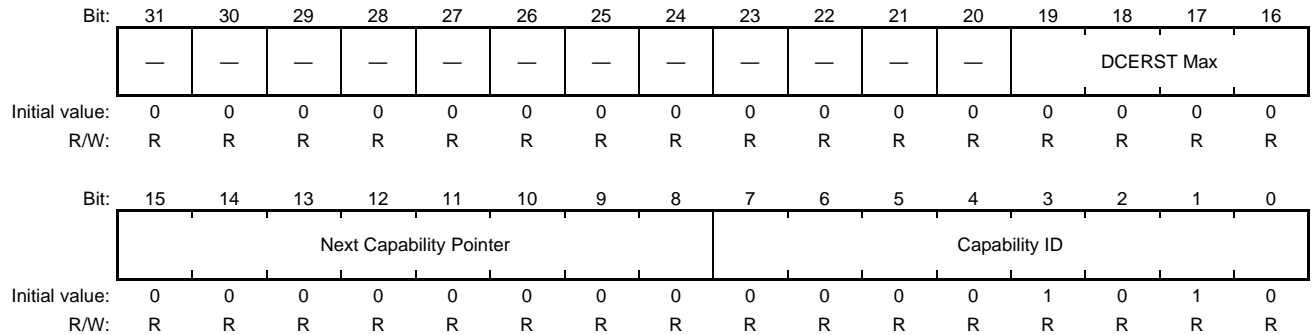 Bit: 31 30 29 28 27 26 25 24 23 22 21 20 19 18 17 16
— — — — — — — — — — — — DCERST Max
Initial value: 0 0 0 0 0 0 0 0 0 0 0 0 0 0 0 0
R/W: R R R R R R R R R R R R R R R R
Bit: 15 14 13 12 11 10 9 8 7 6 5 4 3 2 1 0
Next Capability Pointer Capability ID
Initial value: 0 0 0 0 0 0 0 0 0 0 0 0 1 0 1 0
R/W: R R R R R R R R R R R R R R R R